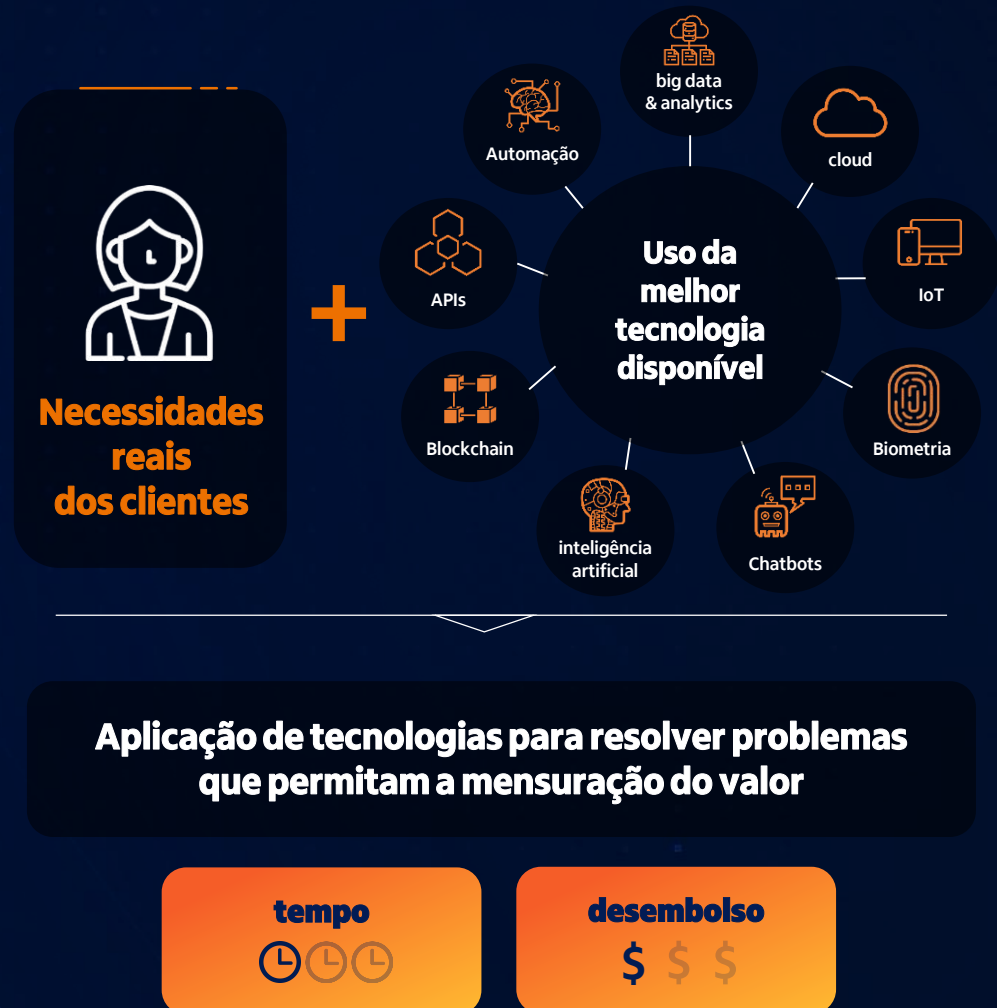 Necessidades
reais
dos clientes
+
Uso da
melhor
tecnologia
disponível
big data
& analytics
cloud
IoT
Biometria
Chatbots
inteligência
artificial
Blockchain
APIs
Automação
Aplicação de tecnologias para resolver problemas
que permitam a mensuração do valor
tempo
desembolso
$ $ $